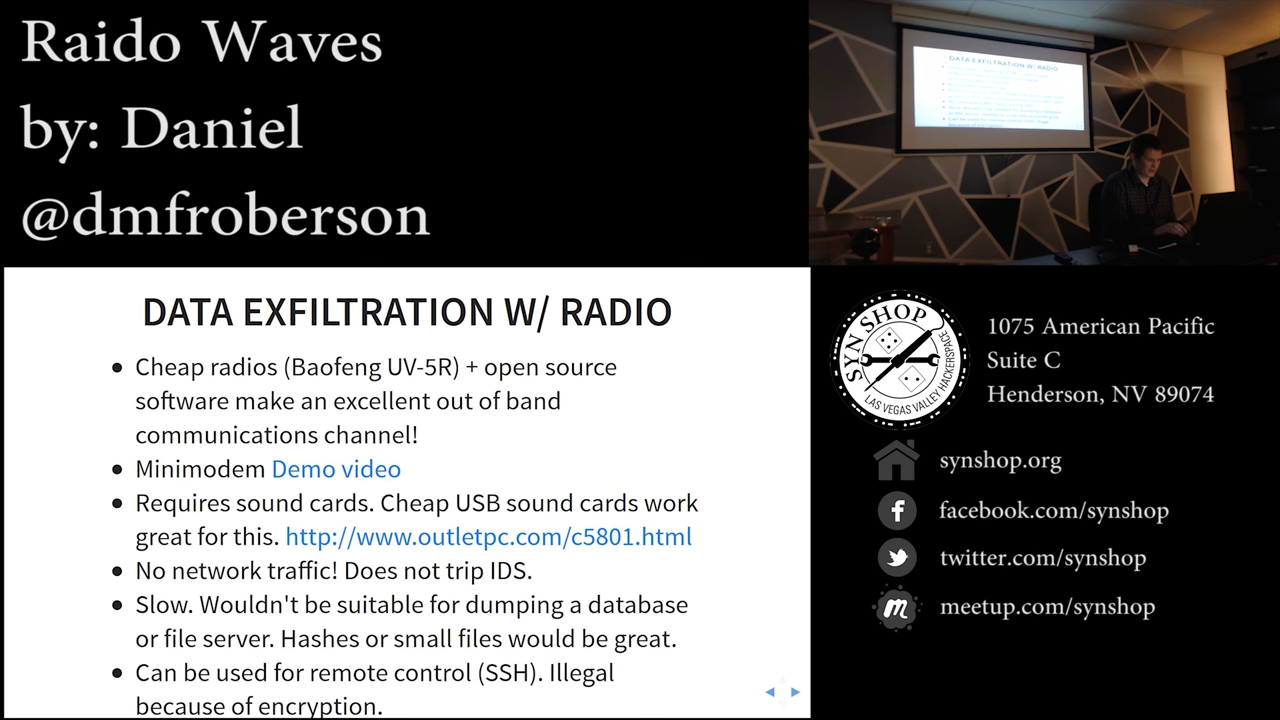 Raido Waves
by: Daniel
@dmfroberson
DATA EXFILTRATION W/ RADIO
DATA EXFILTRATION W/ RADIO
• Cheap radios (Baofeng UV-5R) + open source
software make an excellent out of band
communications channel!
• Minimodem Demo video
• Requires sound cards. Cheap USB sound cards work
great for this. http://www.outletpc.com/c5801.html
• No network traffic! Does not trip IDS.
• Slow. Wouldn't be suitable for dumping a database
or file server. Hashes or small files would be great.
• Can be used for remote control (SSH). Illegal
because of encryption.
SYN SHOP
LAS VEGAS VALLEY HACKERSPACE
1075 American Pacific
Suite C
Henderson, NV 89074
synshop.org
facebook.com/synshop
twitter.com/synshop
meetup.com/synshop